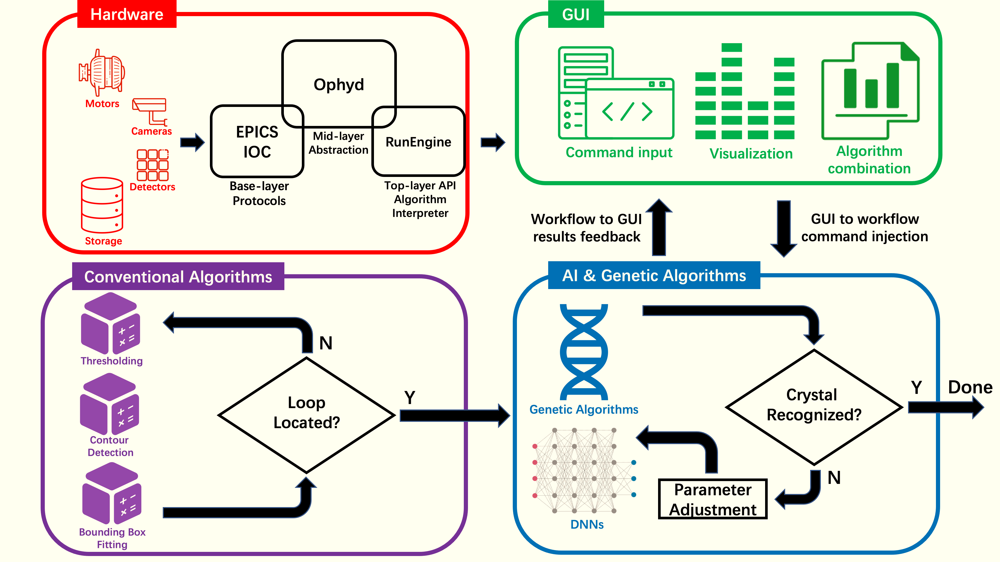 Hardware
Motors
Cameras
Detectors
Storage
Ophyd
EPICS
IOC
Mid-layer
Abstraction
RunEngine
Base-layer
Protocols
Top-layer API
Algorithm
Interpreter
GUI
Command input
Visualization
Algorithm
combination
Workflow to GUI
results feedback
GUI to workflow
command injection
Conventional Algorithms
Thresholding
Contour
Detection
Bounding Box
Fitting
N
Loop
Located?
Y
AI & Genetic Algorithms
Genetic Algorithms
DNNs
Crystal
Recognized?
Y
Done
N
Parameter
Adjustment